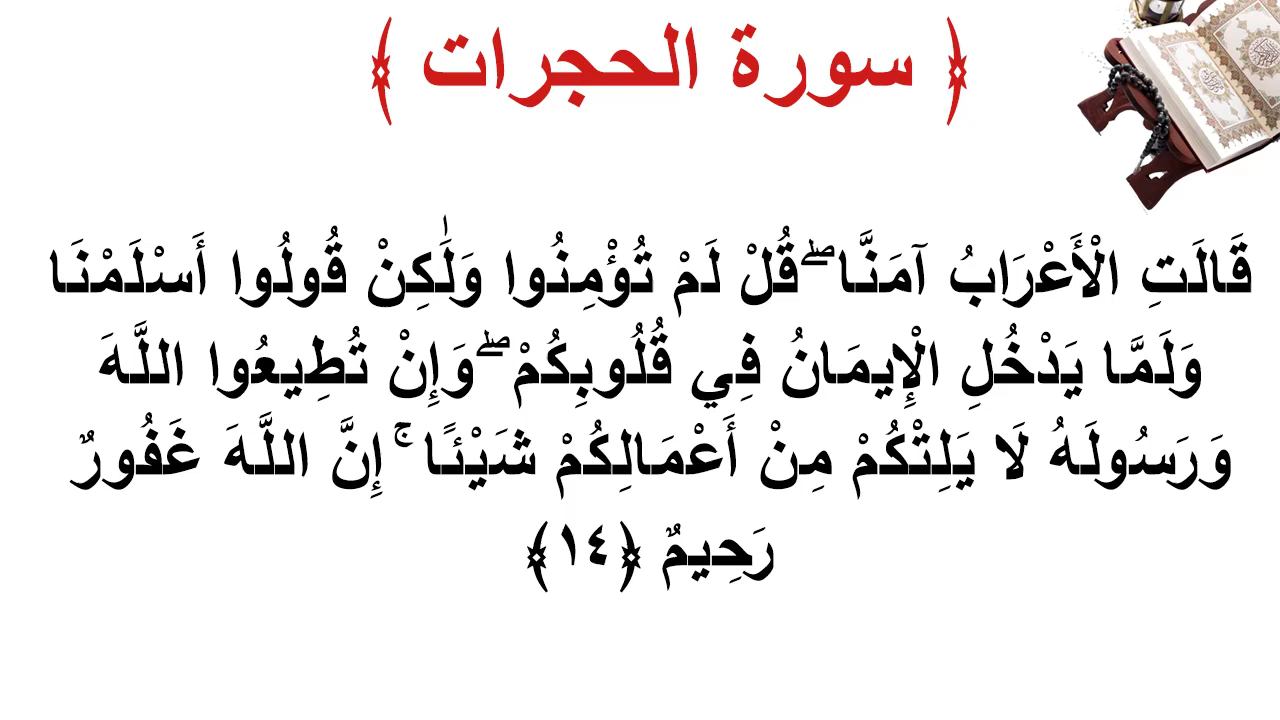 ﴿ سورة الحجرات ﴾
قَالَتِ الْأَعْرَابُ آمَنَّا ۖ قُلْ لَمْ تُؤْمِنُوا وَلَٰكِنْ قُولُوا أَسْلَمْنَا
وَلَمَّا يَدْخُلِ الْإِيمَانُ فِي قُلُوبِكُمْ ۖ وَإِنْ تُطِيعُوا اللَّهَ
وَرَسُولَهُ لَا يَلِتْكُمْ مِنْ أَعْمَالِكُمْ شَيْئًا ۚ إِنَّ اللَّهَ غَفُورٌ
رَحِيمٌ ﴿١٤﴾